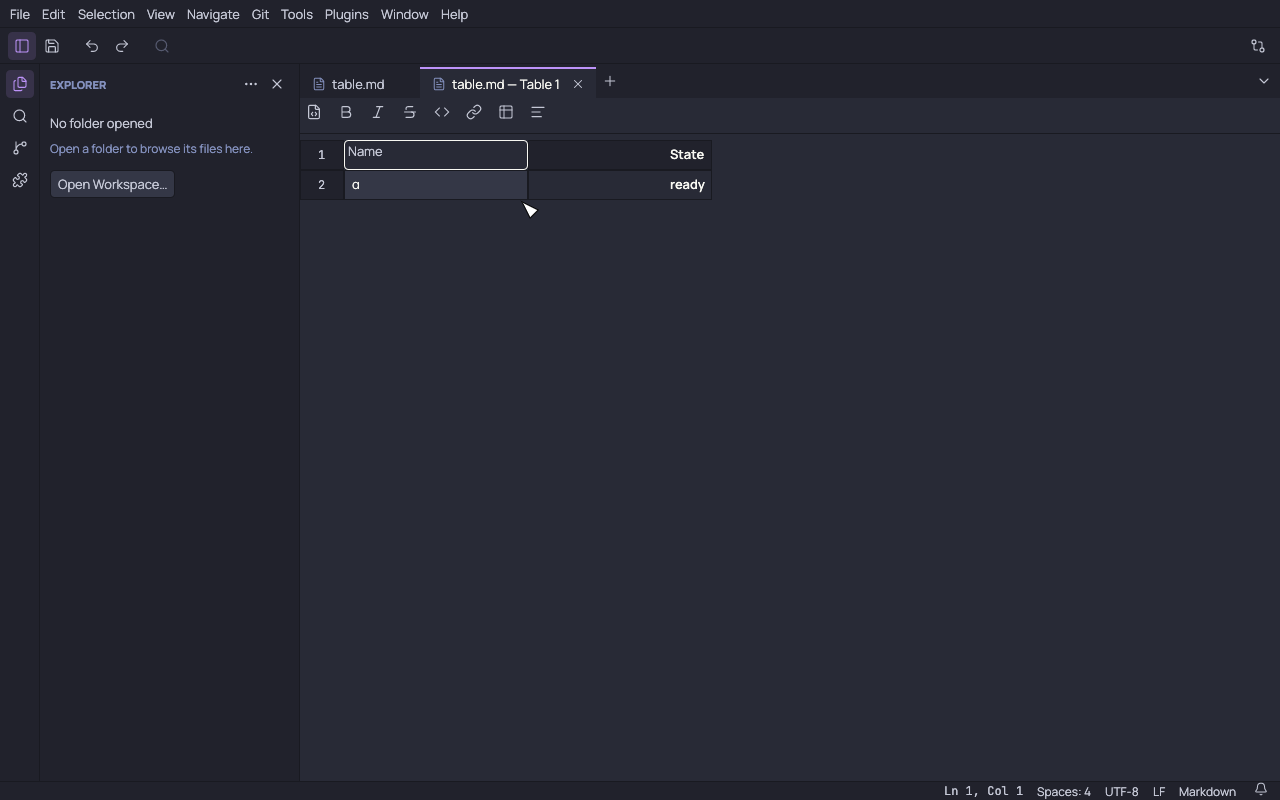 File Edit Selection View Navigate Git Tools Plugins Window Help
EXPLORER
No folder opened
Open a folder to browse its files here.
Open Workspace...
table.md
table.md — Table 1
1 Name State
2 a ready
Ln 1, Col 1 Spaces: 4 UTF-8 LF Markdown